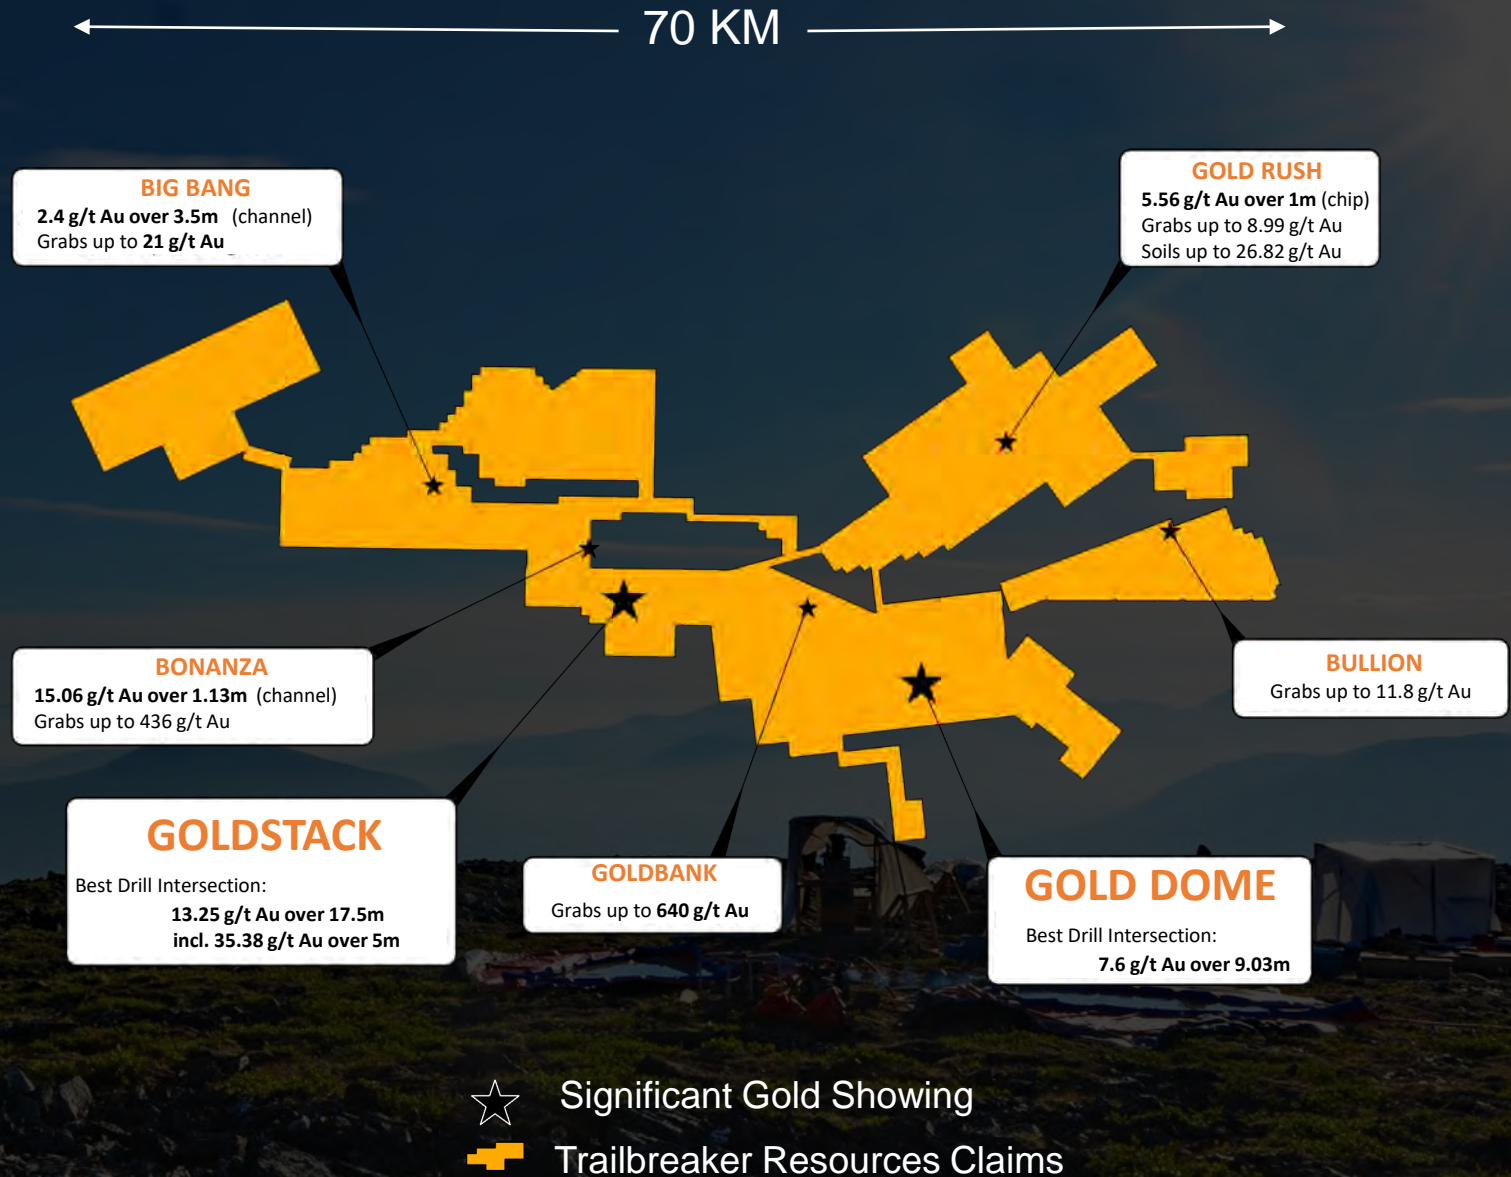 70 KM
BIG BANG
2.4 g/t Au over 3.5m (channel)
Grabs up to 21 g/t Au
GOLD RUSH
5.56 g/t Au over 1m (chip)
Grabs up to 8.99 g/t Au
Soils up to 26.82 g/t Au
BONANZA
15.06 g/t Au over 1.13m (channel)
Grabs up to 436 g/t Au
BULLION
Grabs up to 11.8 g/t Au
GOLDSTACK
Best Drill Intersection:
13.25 g/t Au over 17.5m
incl. 35.38 g/t Au over 5m
GOLDBANK
Grabs up to 640 g/t Au
GOLD DOME
Best Drill Intersection:
7.6 g/t Au over 9.03m
Significant Gold Showing
Trailbreaker Resources Claims